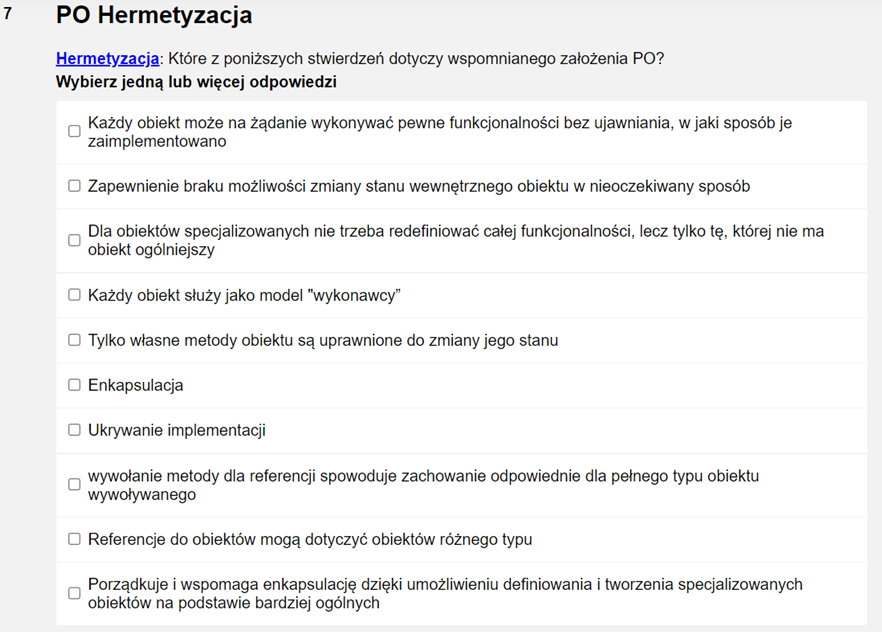 7
PO Hermetyzacja
Hermetyzacja: Które z poniższych stwierdzeń dotyczy wspomnianego założenia PO?
Wybierz jedną lub więcej odpowiedzi
Każdy obiekt może na żądanie wykonywać pewne funkcjonalności bez ujawniania, w jaki sposób je
zaimplementowano
Zapewnienie braku możliwości zmiany stanu wewnętrznego obiektu w nieoczekiwany sposób
Dla obiektów specjalizowanych nie trzeba redefiniować całej funkcjonalności, lecz tylko tę, której nie ma
obiekt ogólniejszy
Każdy obiekt służy jako model "wykonawcy”
Tylko własne metody obiektu są uprawnione do zmiany jego stanu
Enkapsulacja
Ukrywanie implementacji
wywołanie metody dla referencji spowoduje zachowanie odpowiednie dla pełnego typu obiektu
wywoływanego
Referencje do obiektów mogą dotyczyć obiektów różnego typu
Porządkuje i wspomaga enkapsulację dzięki umożliwieniu definiowania i tworzenia specjalizowanych
obiektów na podstawie bardziej ogólnych